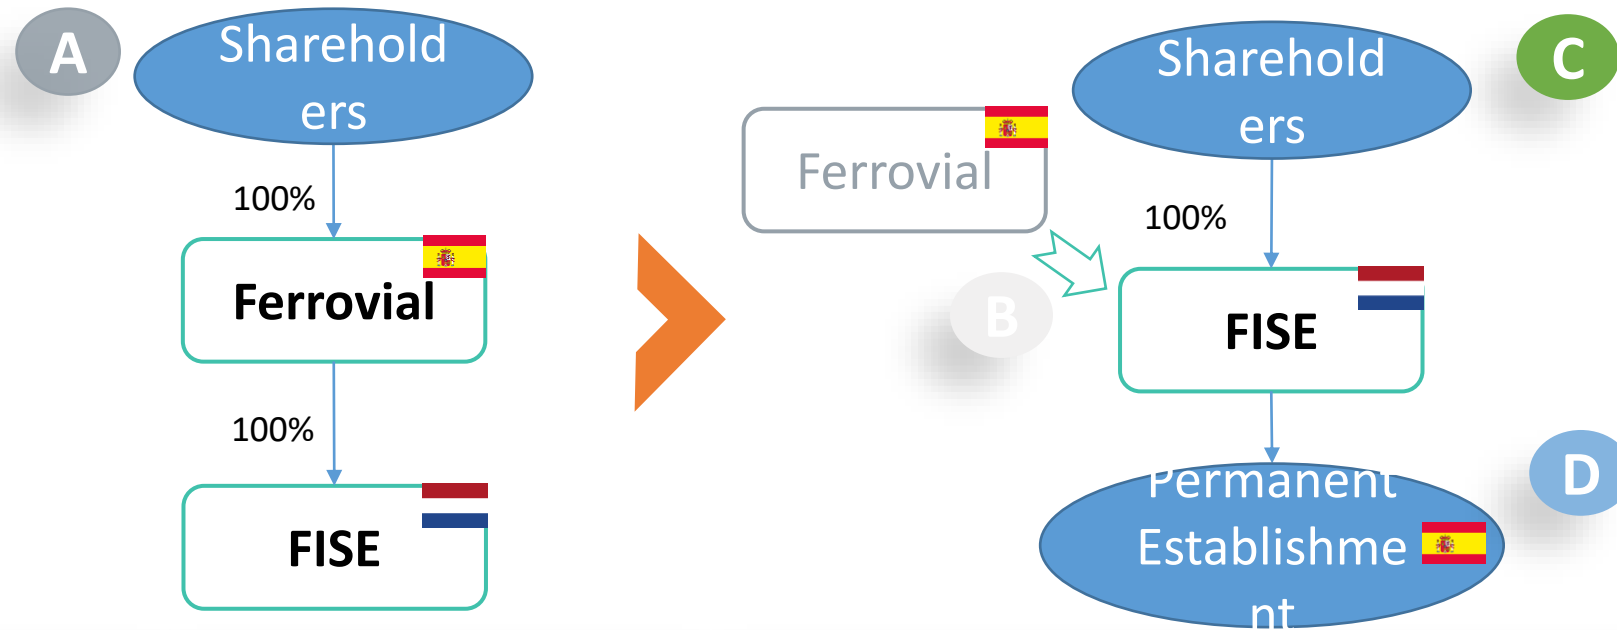 A
Sharehold
ers
100%
Ferrovial
100%
FISE
Ferrovial
B
Sharehold
ers
C
100%
FISE
Permanent
Establishme
nt
D